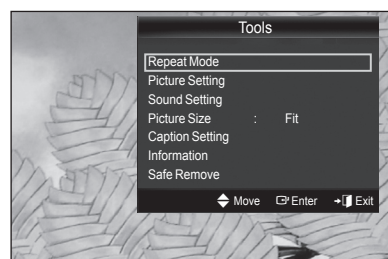 Tools
Repeat Mode
Picture Setting
Sound Setting
Picture Size : Fit
Caption Setting
Information
Safe Remove
Move Enter Exit